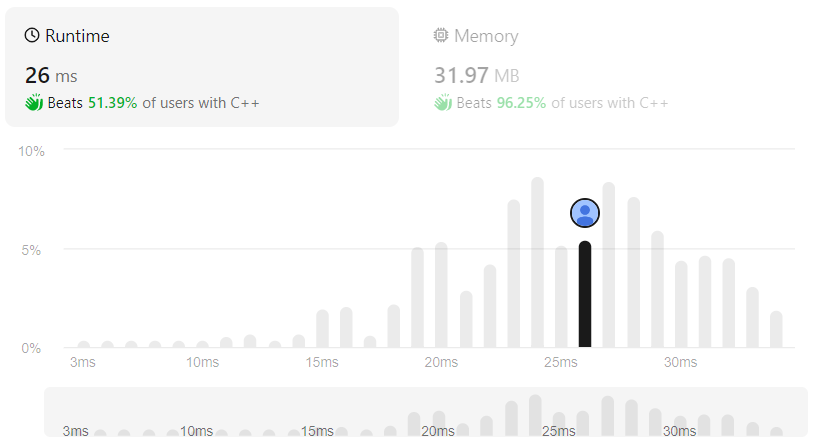 Runtime
Memory
26 ms
31.97 MB
Beats 51.39% of users with C++
Beats 96.25% of users with C++
10%
5%
0%
3ms 10ms 15ms 20ms 25ms 30ms
3ms 10ms 15ms 20ms 25ms 30ms